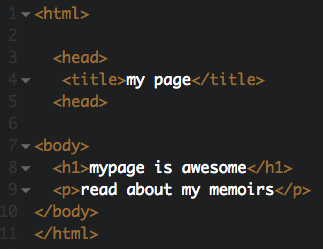 1 <html>
2
3 <head>
4 <title>my page</title>
5 <head>
6
7 <body>
8 <h1>mypage is awesome</h1>
9 <p>read about my memoirs</p>
10 </body>
11 </html>